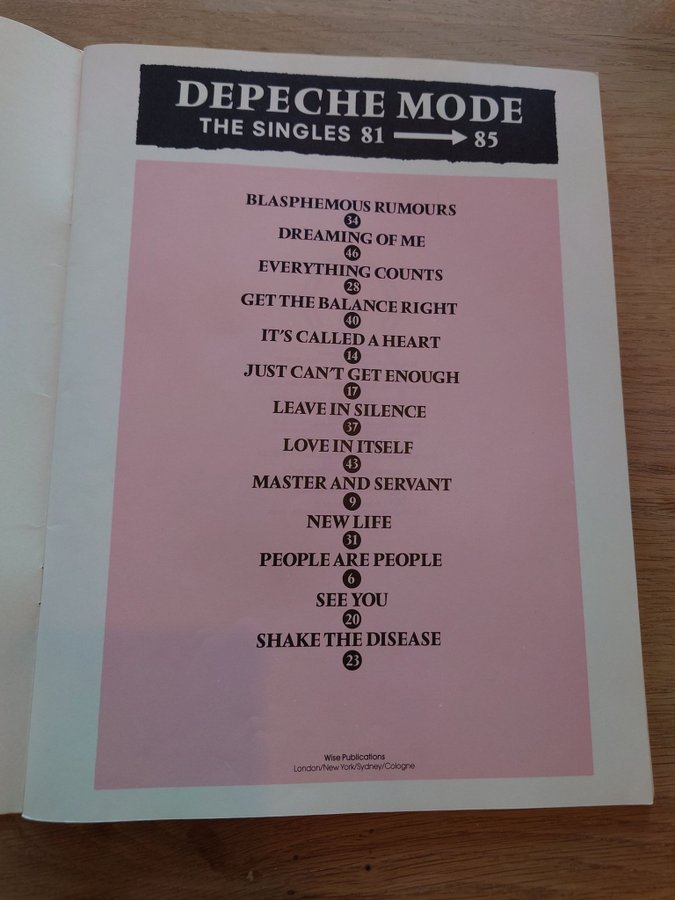 DEPECHE MODE
THE SINGLES 81 → 85
BLASPHEMOUS RUMOURS
34
DREAMING OF ME
46
EVERYTHING COUNTS
28
GET THE BALANCE RIGHT
40
IT'S CALLED A HEART
14
JUST CAN'T GET ENOUGH
17
LEAVE IN SILENCE
37
LOVE IN ITSELF
43
MASTER AND SERVANT
9
NEW LIFE
31
PEOPLE ARE PEOPLE
6
SEE YOU
20
SHAKE THE DISEASE
23
Wise Publications
London/New York/Sydney/Cologne